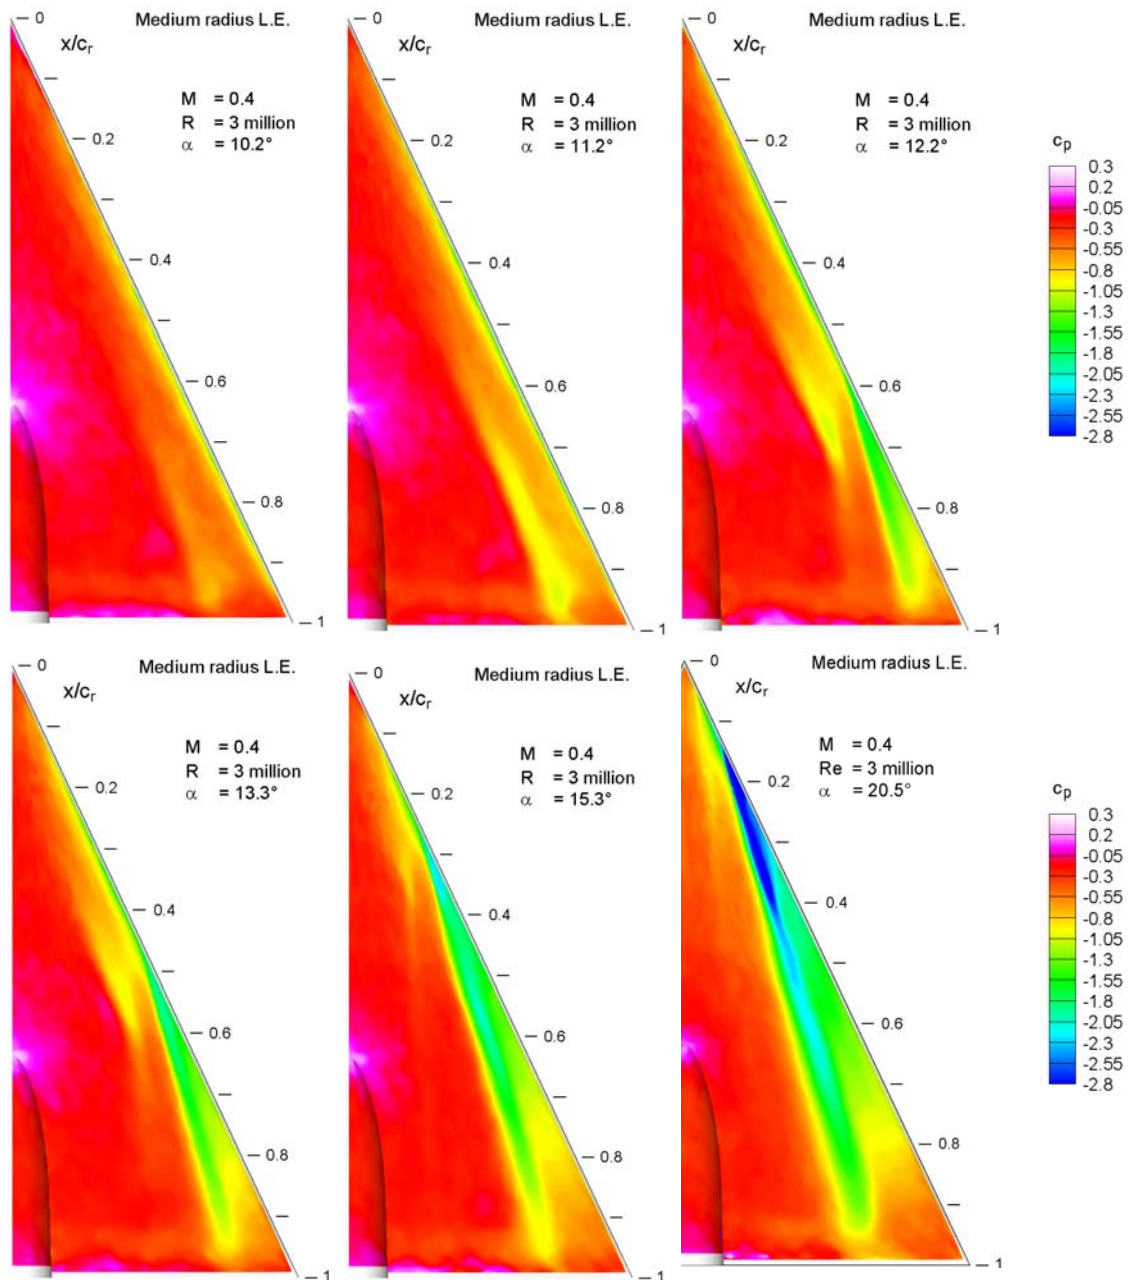 0
Medium radius L.E.
x/cr
M = 0.4
R = 3 million
α = 10.2°
0.2
0.4
0.6
0.8
1
0
Medium radius L.E.
x/cr
M = 0.4
R = 3 million
α = 11.2°
0.2
0.4
0.6
0.8
1
0
Medium radius L.E.
x/cr
M = 0.4
R = 3 million
α = 12.2°
0.2
0.4
0.6
0.8
1
cp
0.3
0.2
-0.05
-0.3
-0.55
-0.8
-1.05
-1.3
-1.55
-1.8
-2.05
-2.3
-2.55
-2.8
0
Medium radius L.E.
x/cr
M = 0.4
R = 3 million
α = 13.3°
0.2
0.4
0.6
0.8
1
0
Medium radius L.E.
x/cr
M = 0.4
R = 3 million
α = 15.3°
0.2
0.4
0.6
0.8
1
0
Medium radius L.E.
x/cr
M = 0.4
Re = 3 million
α = 20.5°
0.2
0.4
0.6
0.8
1
cp
0.3
0.2
-0.05
-0.3
-0.55
-0.8
-1.05
-1.3
-1.55
-1.8
-2.05
-2.3
-2.55
-2.8